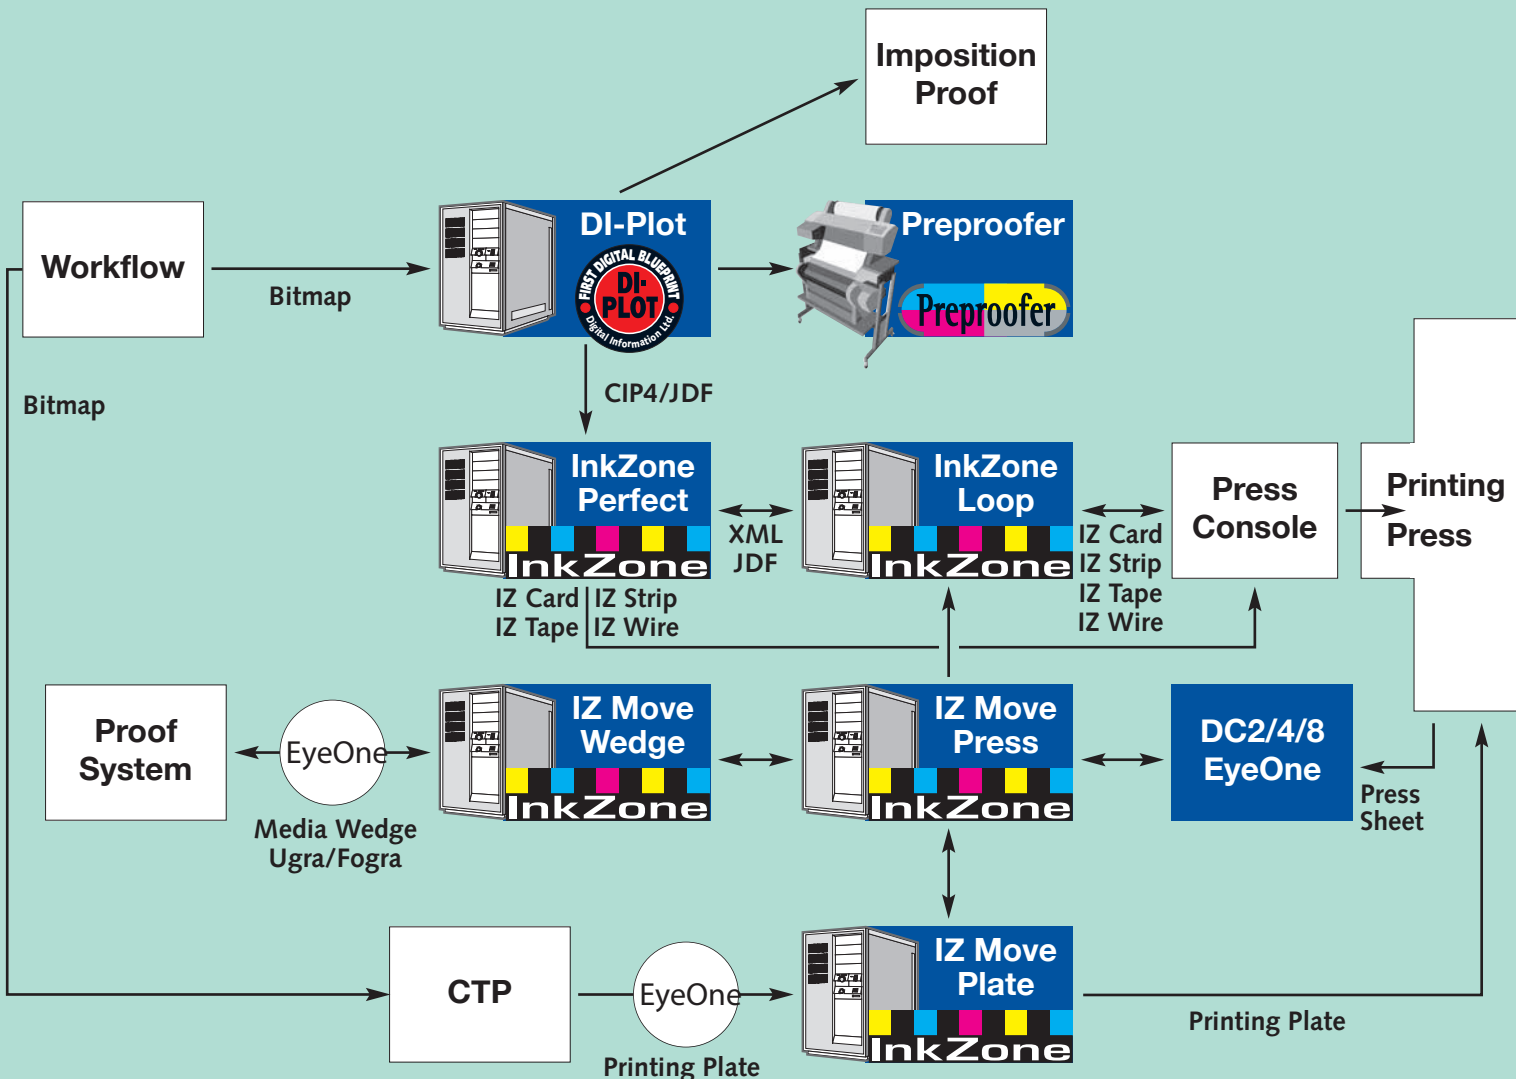 Imposition
Proof
Workflow
Bitmap
DI-Plot
FIRST DIGITAL BLUEPRINT
DI-
PLOT
Digital Information Ltd.
Preproofer
Preproofer
Bitmap
CIP4/JDF
InkZone
Perfect
InkZone
XML
JDF
InkZone
Loop
InkZone
IZ Card
IZ Strip
IZ Tape
IZ Wire
Press
Console
Printing
Press
IZ Card
IZ Tape
IZ Strip
IZ Wire
Proof
System
EyeOne
Media Wedge
Ugra/Fogra
IZ Move
Wedge
InkZone
IZ Move
Press
InkZone
DC2/4/8
EyeOne
Press
Sheet
CTP
EyeOne
Printing Plate
IZ Move
Plate
InkZone
Printing Plate